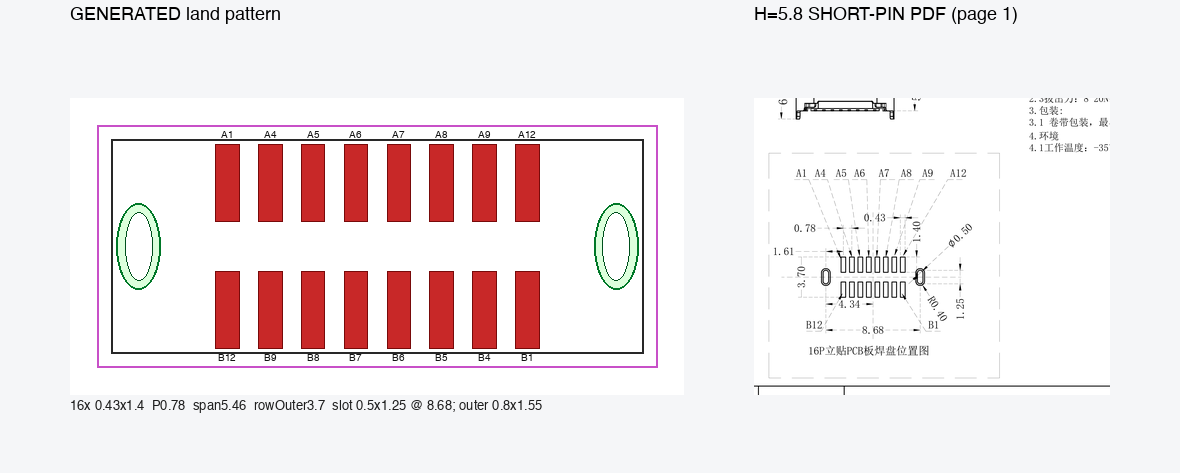 GENERATED land pattern
H=5.8 SHORT-PIN PDF (page 1)
A1 A4 A5 A6 A7 A8 A9 A12
B12 B9 B8 B7 B6 B5 B4 B1
16x 0.43x1.4 P0.78 span5.46 rowOuter3.7 slot 0.5x1.25 @ 8.68; outer 0.8x1.55
6
3.包装:
3.1 卷带包装，最
4.环境
4.1工作温度: -35
A1 A4 A5 A6 A7 A8 A9 A12
0.43
0.78
1.40
Ø0.50
1.61
3.70
4.34
R0.40
1.25
B12
8.68
B1
16P立贴PCB板焊盘位置图